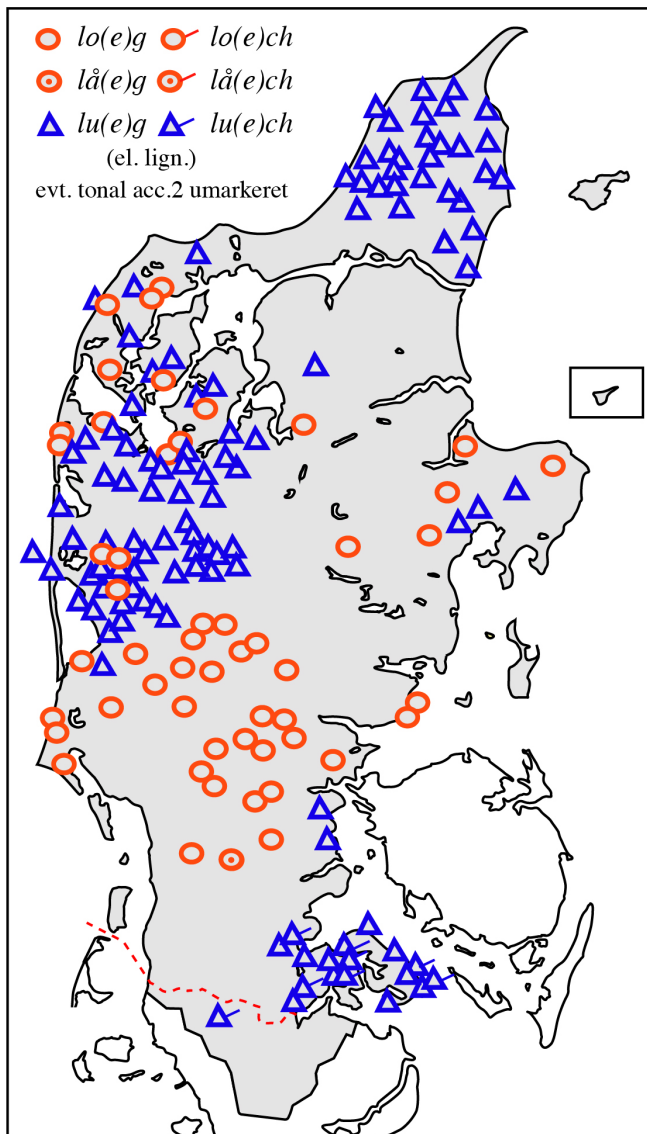 lo(e)g lo(e)ch
lå(e)g lå(e)ch
lu(e)g lu(e)ch
(el. lign.)
evt. tonal acc.2 umarkeret